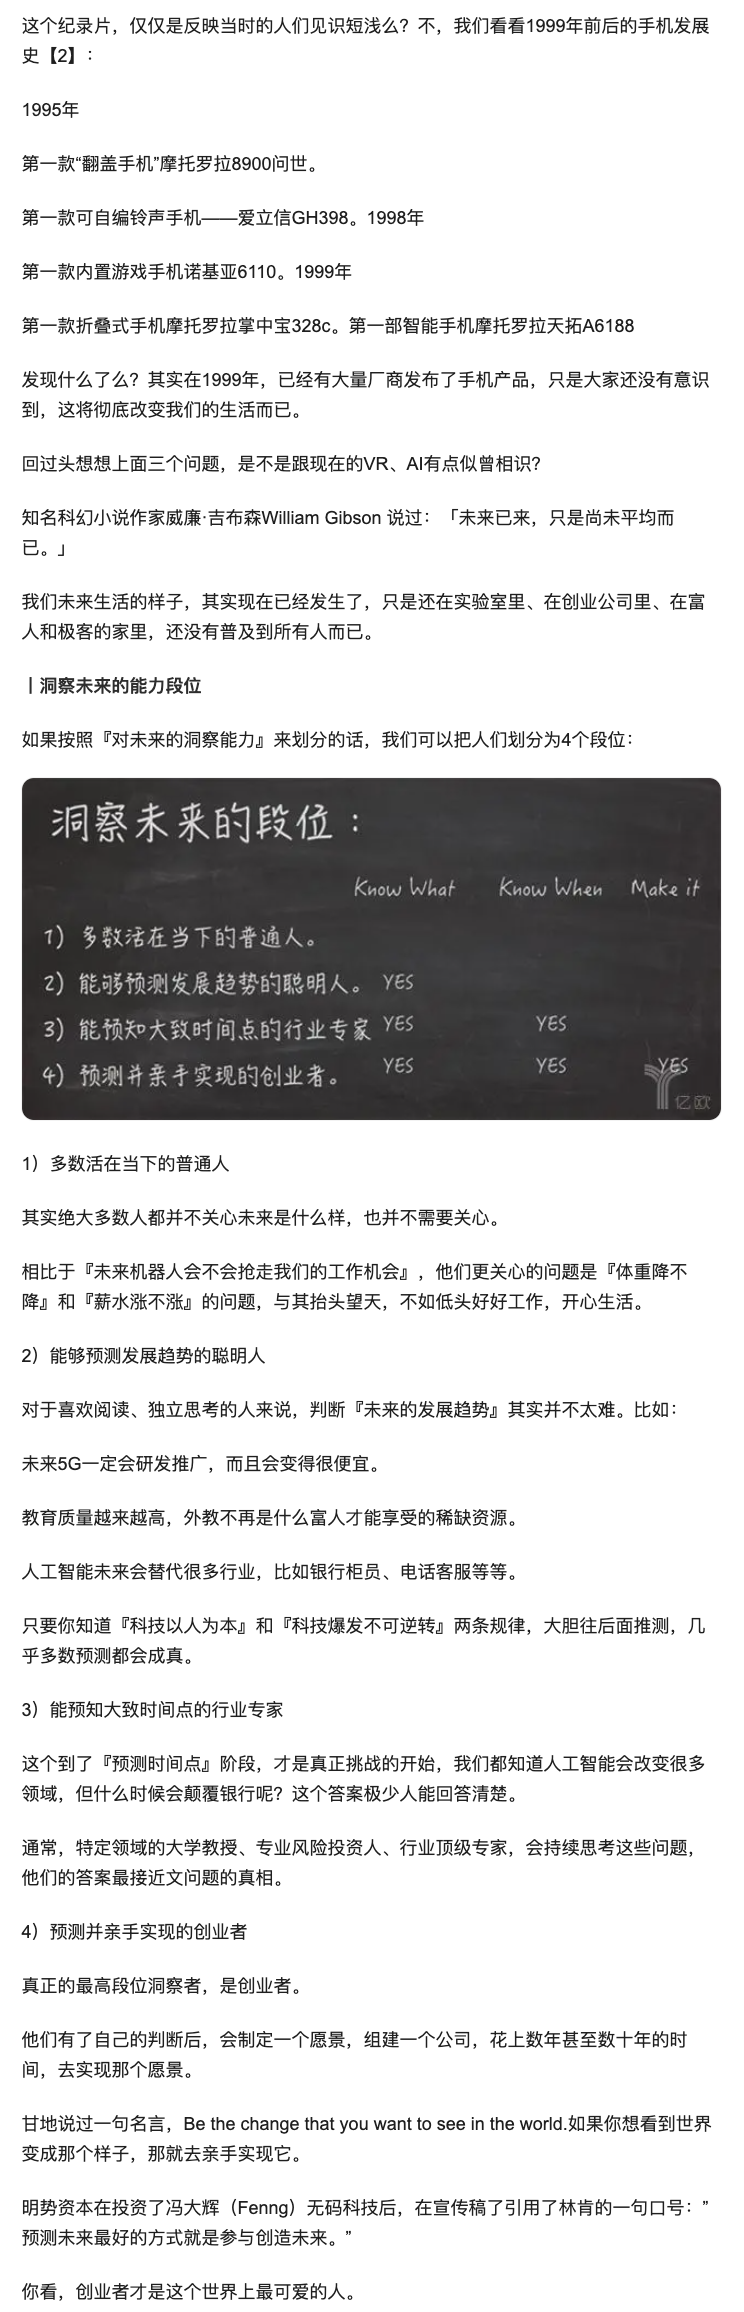 这个纪录片，仅仅是反映当时的人们见识短浅么？不，我们看看1999年前后的手机发展
史【2】：
1995年
第一款“翻盖手机”摩托罗拉8900问世。
第一款可自编铃声手机——爱立信GH398。1998年
第一款内置游戏手机诺基亚6110。1999年
第一款折叠式手机摩托罗拉掌中宝328c。第一部智能手机摩托罗拉天拓A6188
发现什么了么？其实在1999年，已经有大量厂商发布了手机产品，只是大家还没有意识
到，这将彻底改变我们的生活而已。
回过头想想上面三个问题，是不是跟现在的VR、AI有点似曾相识？
知名科幻小说作家威廉·吉布森William Gibson 说过：「未来已来，只是尚未平均而
已。」
我们未来生活的样子，其实现在已经发生了，只是还在实验室里、在创业公司里、在富
人和极客的家里，还没有普及到所有人而已。
丨洞察未来的能力段位
如果按照『对未来的洞察能力』来划分的话，我们可以把人们划分为4个段位：
洞察未来的段位：
Know What Know When Make it
1）多数活在当下的普通人。
2）能够预测发展趋势的聪明人。 YES
3）能预知大致时间点的行业专家 YES YES
4）预测并亲手实现的创业者。 YES YES YES
亿欧
1）多数活在当下的普通人
其实绝大多数人都并不关心未来是什么样，也并不需要关心。
相比于『未来机器人会不会抢走我们的工作机会』，他们更关心的问题是『体重降不
降』和『薪水涨不涨』的问题，与其抬头望天，不如低头好好工作，开心生活。
2）能够预测发展趋势的聪明人
对于喜欢阅读、独立思考的人来说，判断『未来的发展趋势』其实并不太难。比如：
未来5G一定会研发推广，而且会变得很便宜。
教育质量越来越高，外教不再是什么富人才能享受的稀缺资源。
人工智能未来会替代很多行业，比如银行柜员、电话客服等等。
只要你知道『科技以人为本』和『科技爆发不可逆转』两条规律，大胆往后面推测，几
乎多数预测都会成真。
3）能预知大致时间点的行业专家
这个到了『预测时间点』阶段，才是真正挑战的开始，我们都知道人工智能会改变很多
领域，但什么时候会颠覆银行呢？这个答案极少人能回答清楚。
通常，特定领域的大学教授、专业风险投资人、行业顶级专家，会持续思考这些问题，
他们的答案最接近文问题的真相。
4）预测并亲手实现的创业者
真正的最高段位洞察者，是创业者。
他们有了自己的判断后，会制定一个愿景，组建一个公司，花上数年甚至数十年的时
间，去实现那个愿景。
甘地说过一句名言，Be the change that you want to see in the world.如果你想看到世界
变成那个样子，那就去亲手实现它。
明势资本在投资了冯大辉（Fenng）无码科技后，在宣传稿了引用了林肯的一句口号：”
预测未来最好的方式就是参与创造未来。”
你看，创业者才是这个世界上最可爱的人。